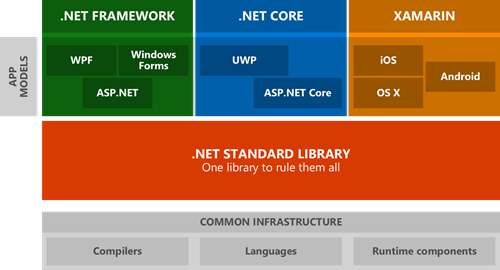 .NET FRAMEWORK
.NET CORE
XAMARIN
APP
MODELS
WPF
Windows
Forms
ASP.NET
UWP
ASP.NET Core
iOS
Android
OS X
.NET STANDARD LIBRARY
One library to rule them all
COMMON INFRASTRUCTURE
Compilers
Languages
Runtime components